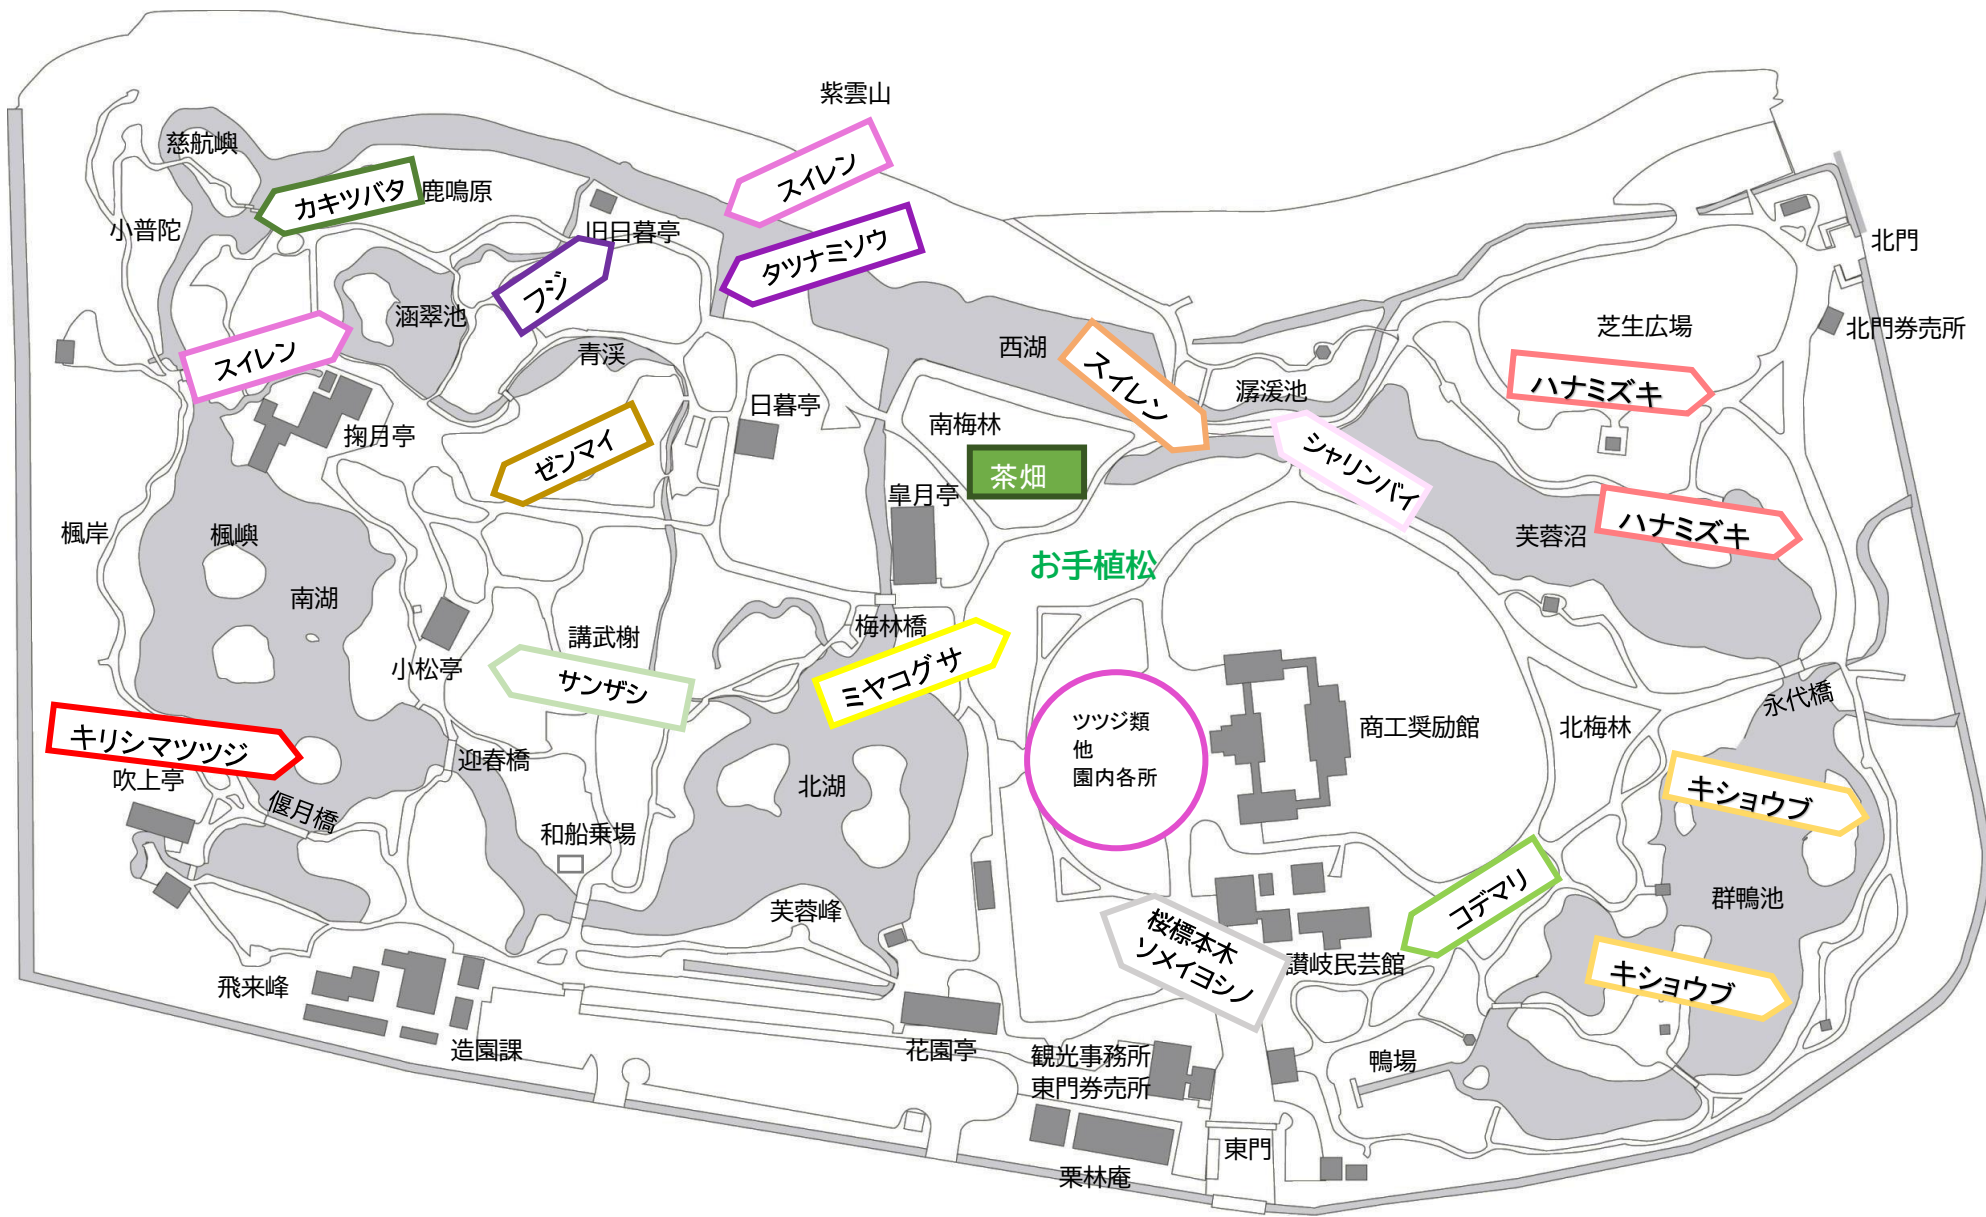 紫雲山
慈航嶼
スイレン
カキツバタ
鹿鳴原
小普陀
旧日暮亭
タツナミソウ
北門
フジ
涵翠池
スイレン
青渓
西湖
スイレン
潺湲池
芝生広場
北門券売所
ハナミズキ
掬月亭
日暮亭
南梅林
ゼンマイ
茶畑
シャリンバイ
皐月亭
楓岸
楓嶼
お手植松
芙蓉沼
ハナミズキ
南湖
講武榭
梅林橋
小松亭
サンザシ
ミヤコグサ
永代橋
キリシマツツジ
吹上亭
迎春橋
偃月橋
北湖
ツツジ類
他
園内各所
商工奨励館
北梅林
キショウブ
和船乗場
芙蓉峰
コデマリ
群鴨池
桜標本木
ソメイヨシノ
讃岐民芸館
キショウブ
飛来峰
造園課
花園亭
観光事務所
東門券売所
鴨場
東門
栗林庵